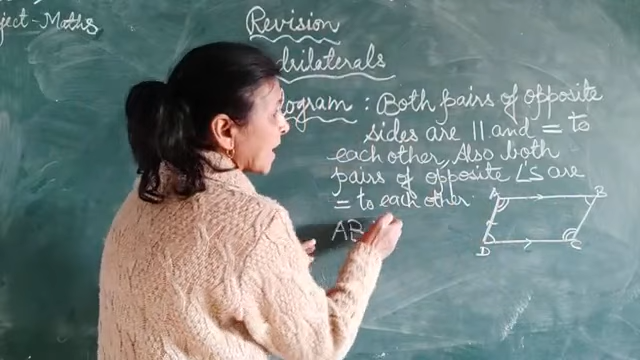 ject-Maths
Revision
drilaterals
logram : Both pairs of opposite
sides are || and = to
each other, Also both
pairs of opposite ∠'s are
= to each other.
A B
D C
AB